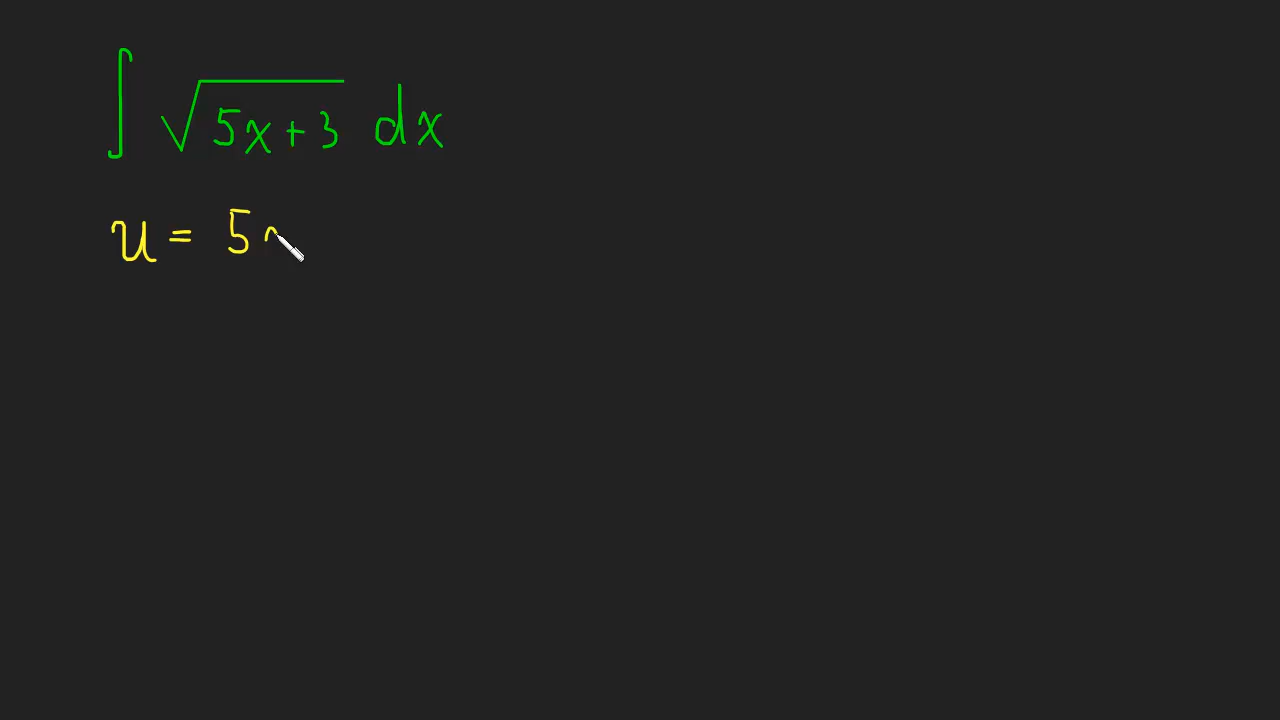 ∫ √(5x+3) dx
u = 5